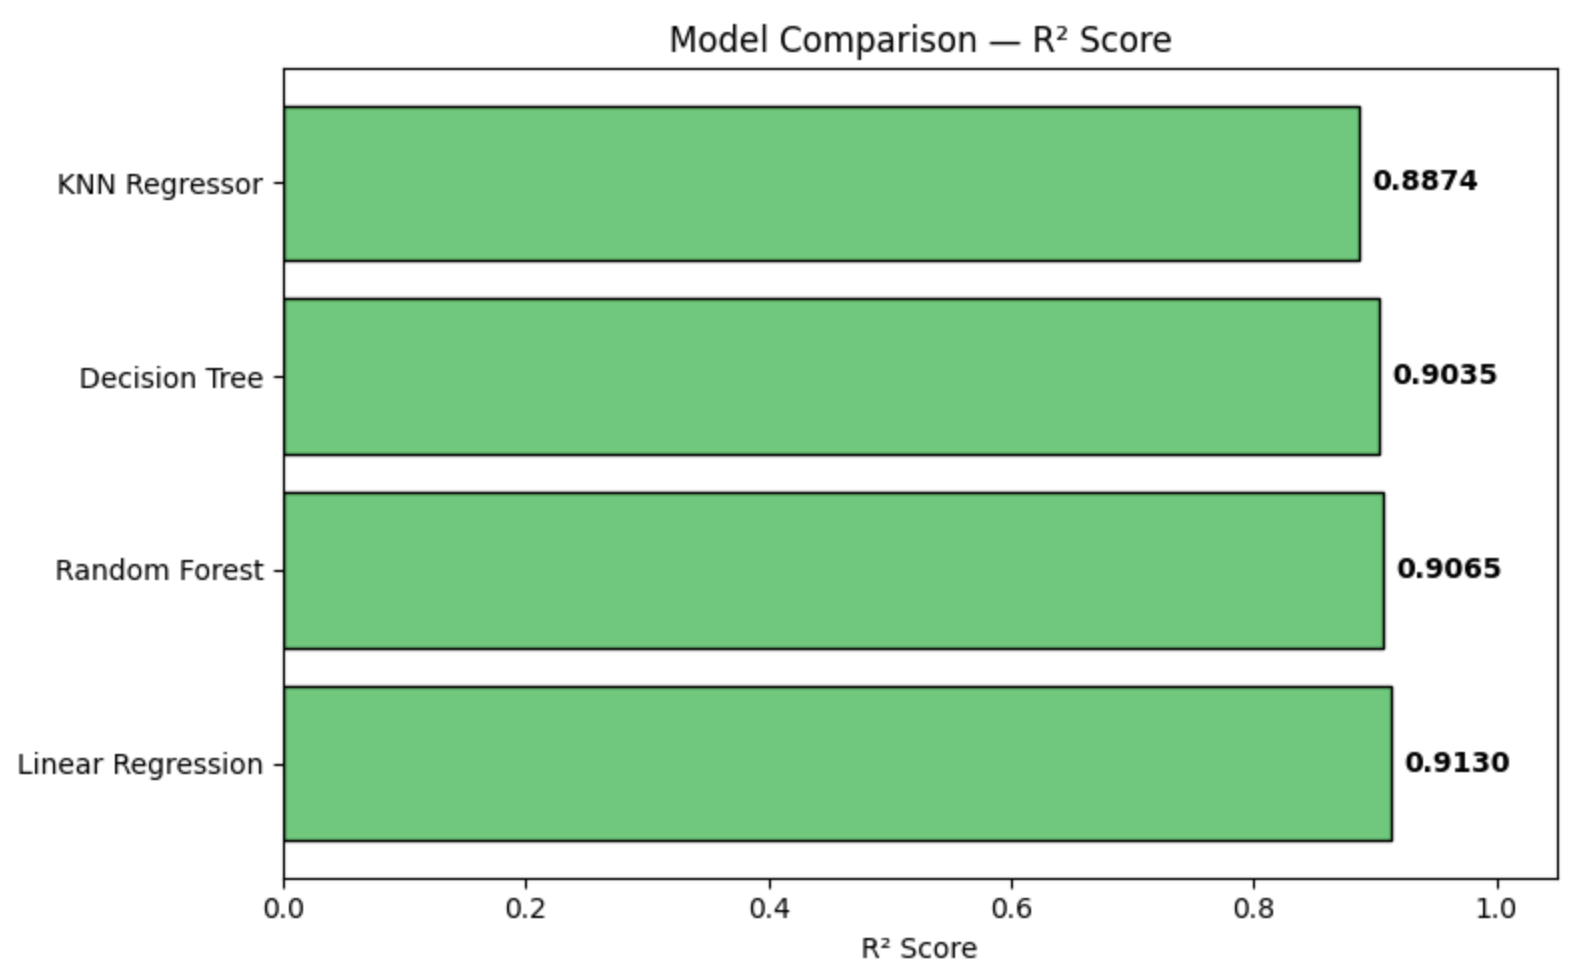 Model Comparison — R² Score
KNN Regressor
0.8874
Decision Tree
0.9035
Random Forest
0.9065
Linear Regression
0.9130
0.0 0.2 0.4 0.6 0.8 1.0
R² Score